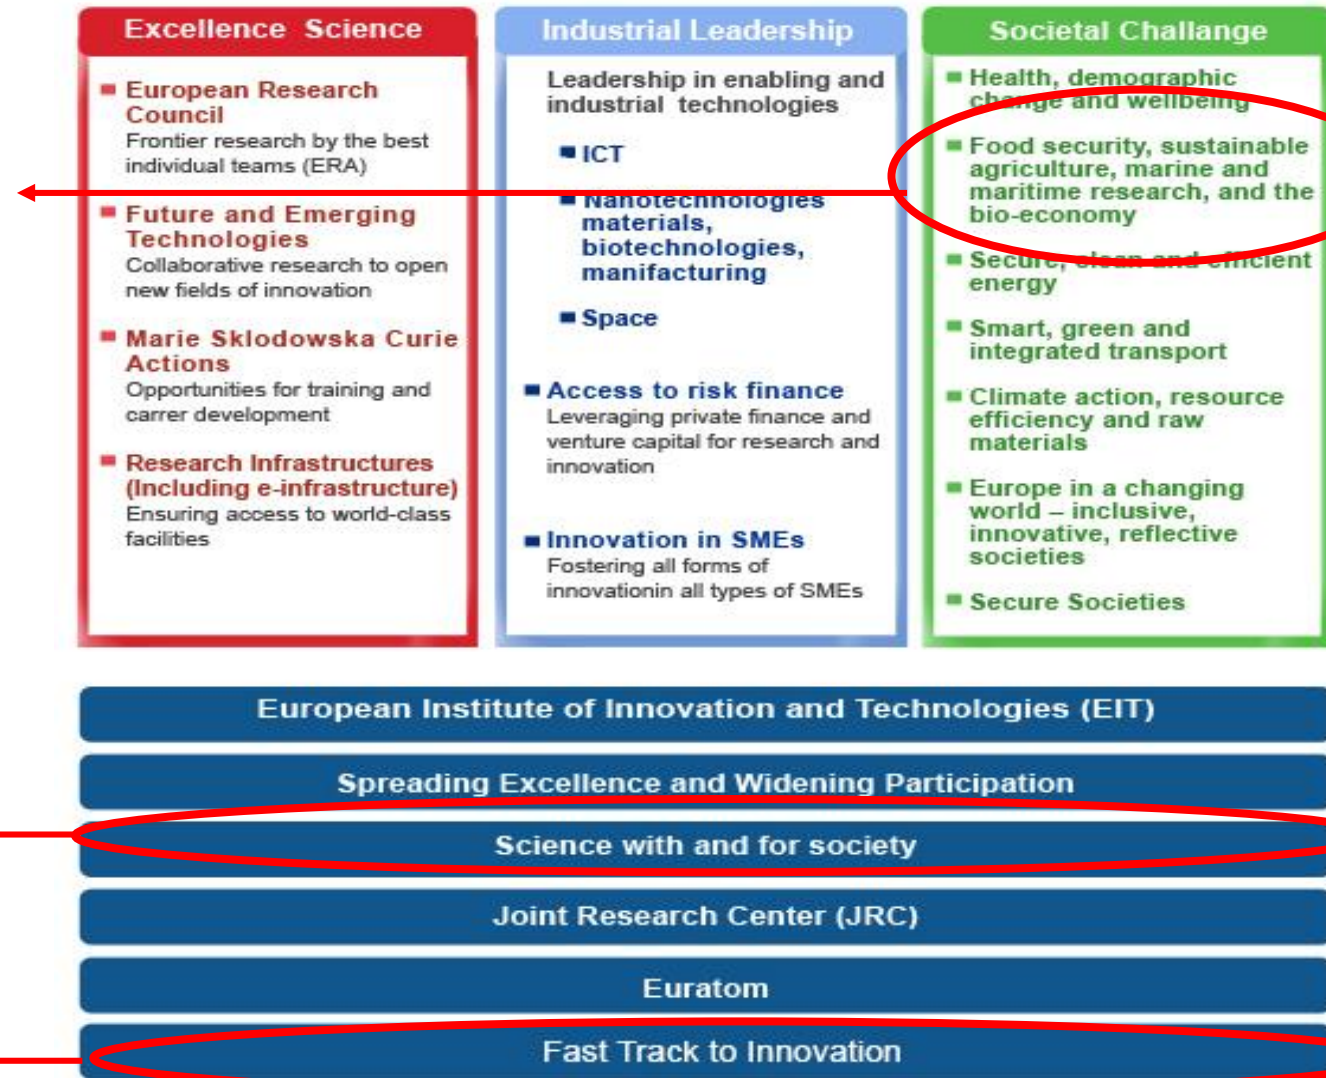 Excellence Science
European Research
Council
Frontier research by the best
individual teams (ERA)
Future and Emerging
Technologies
Collaborative research to open
new fields of innovation
Marie Sklodowska Curie
Actions
Opportunities for training and
carrer development
Research Infrastructures
(Including e-infrastructure)
Ensuring access to world-class
facilities
Industrial Leadership
Leadership in enabling and
industrial technologies
ICT
Nanotechnologies
materials,
biotechnologies,
manifacturing
Space
Access to risk finance
Leveraging private finance and
venture capital for research and
innovation
Innovation in SMEs
Fostering all forms of
innovationin all types of SMEs
Societal Challange
Health, demographic
change and wellbeing
Food security, sustainable
agriculture, marine and
maritime research, and the
bio-economy
Secure, clean and efficient
energy
Smart, green and
integrated transport
Climate action, resource
efficiency and raw
materials
Europe in a changing
world – inclusive,
innovative, reflective
societies
Secure Societies
European Institute of Innovation and Technologies (EIT)
Spreading Excellence and Widening Participation
Science with and for society
Joint Research Center (JRC)
Euratom
Fast Track to Innovation